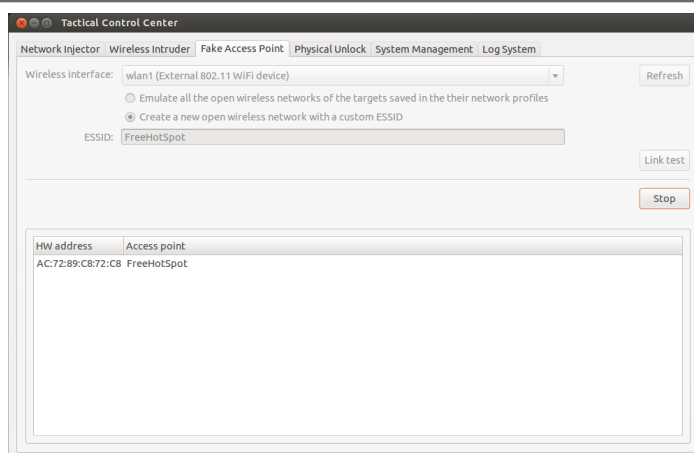 Tactical Control Center
Network Injector Wireless Intruder Fake Access Point Physical Unlock System Management Log System
Wireless interface: wlan1 (External 802.11 WiFi device) Refresh
Emulate all the open wireless networks of the targets saved in the their network profiles
Create a new open wireless network with a custom ESSID
ESSID: FreeHotSpot
Link test
Stop
HW address Access point
AC:72:89:C8:72:C8 FreeHotSpot